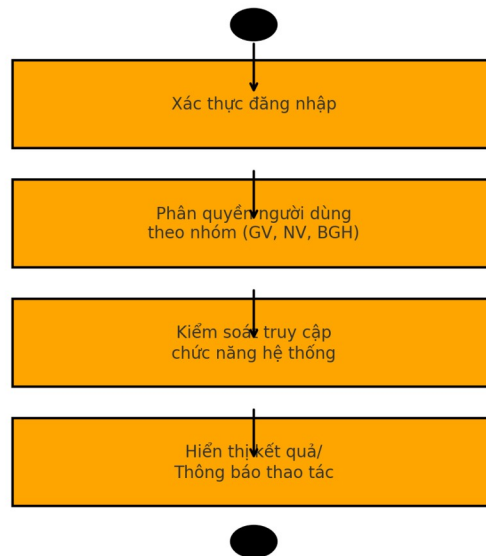 Xác thực đăng nhập
Phân quyền người dùng
theo nhóm (GV, NV, BGH)
Kiểm soát truy cập
chức năng hệ thống
Hiển thị kết quả/
Thông báo thao tác